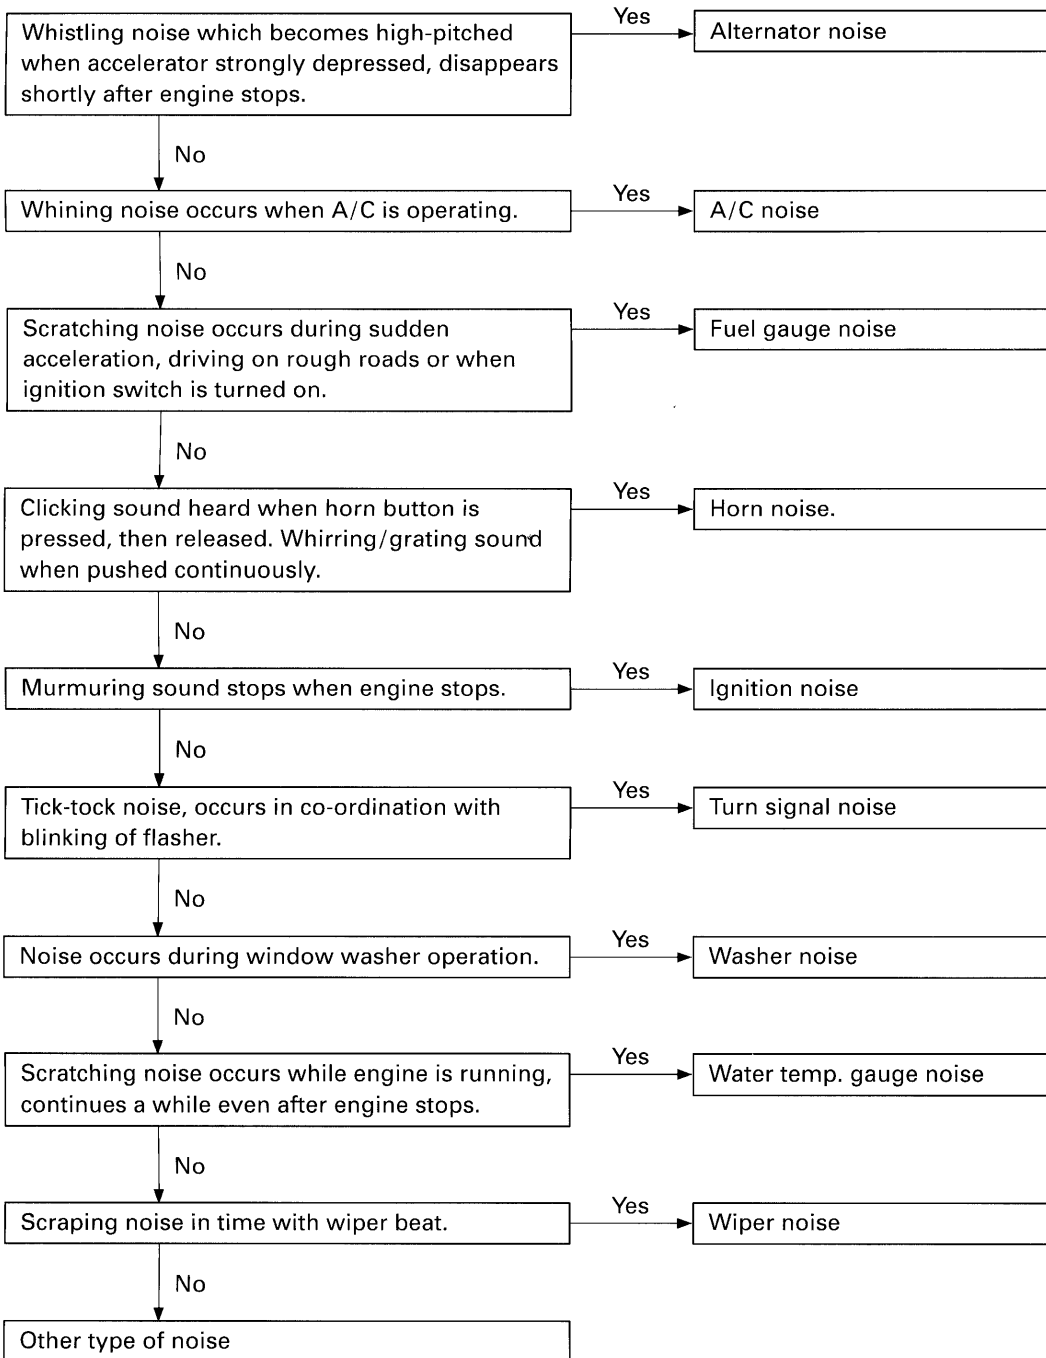 Whistling noise which becomes high-pitched
when accelerator strongly depressed, disappears
shortly after engine stops.
Yes
Alternator noise
No
Whining noise occurs when A/C is operating.
Yes
A/C noise
No
Scratching noise occurs during sudden
acceleration, driving on rough roads or when
ignition switch is turned on.
Yes
Fuel gauge noise
No
Clicking sound heard when horn button is
pressed, then released. Whirring/grating sound
when pushed continuously.
Yes
Horn noise.
No
Murmuring sound stops when engine stops.
Yes
Ignition noise
No
Tick-tock noise, occurs in co-ordination with
blinking of flasher.
Yes
Turn signal noise
No
Noise occurs during window washer operation.
Yes
Washer noise
No
Scratching noise occurs while engine is running,
continues a while even after engine stops.
Yes
Water temp. gauge noise
No
Scraping noise in time with wiper beat.
Yes
Wiper noise
No
Other type of noise